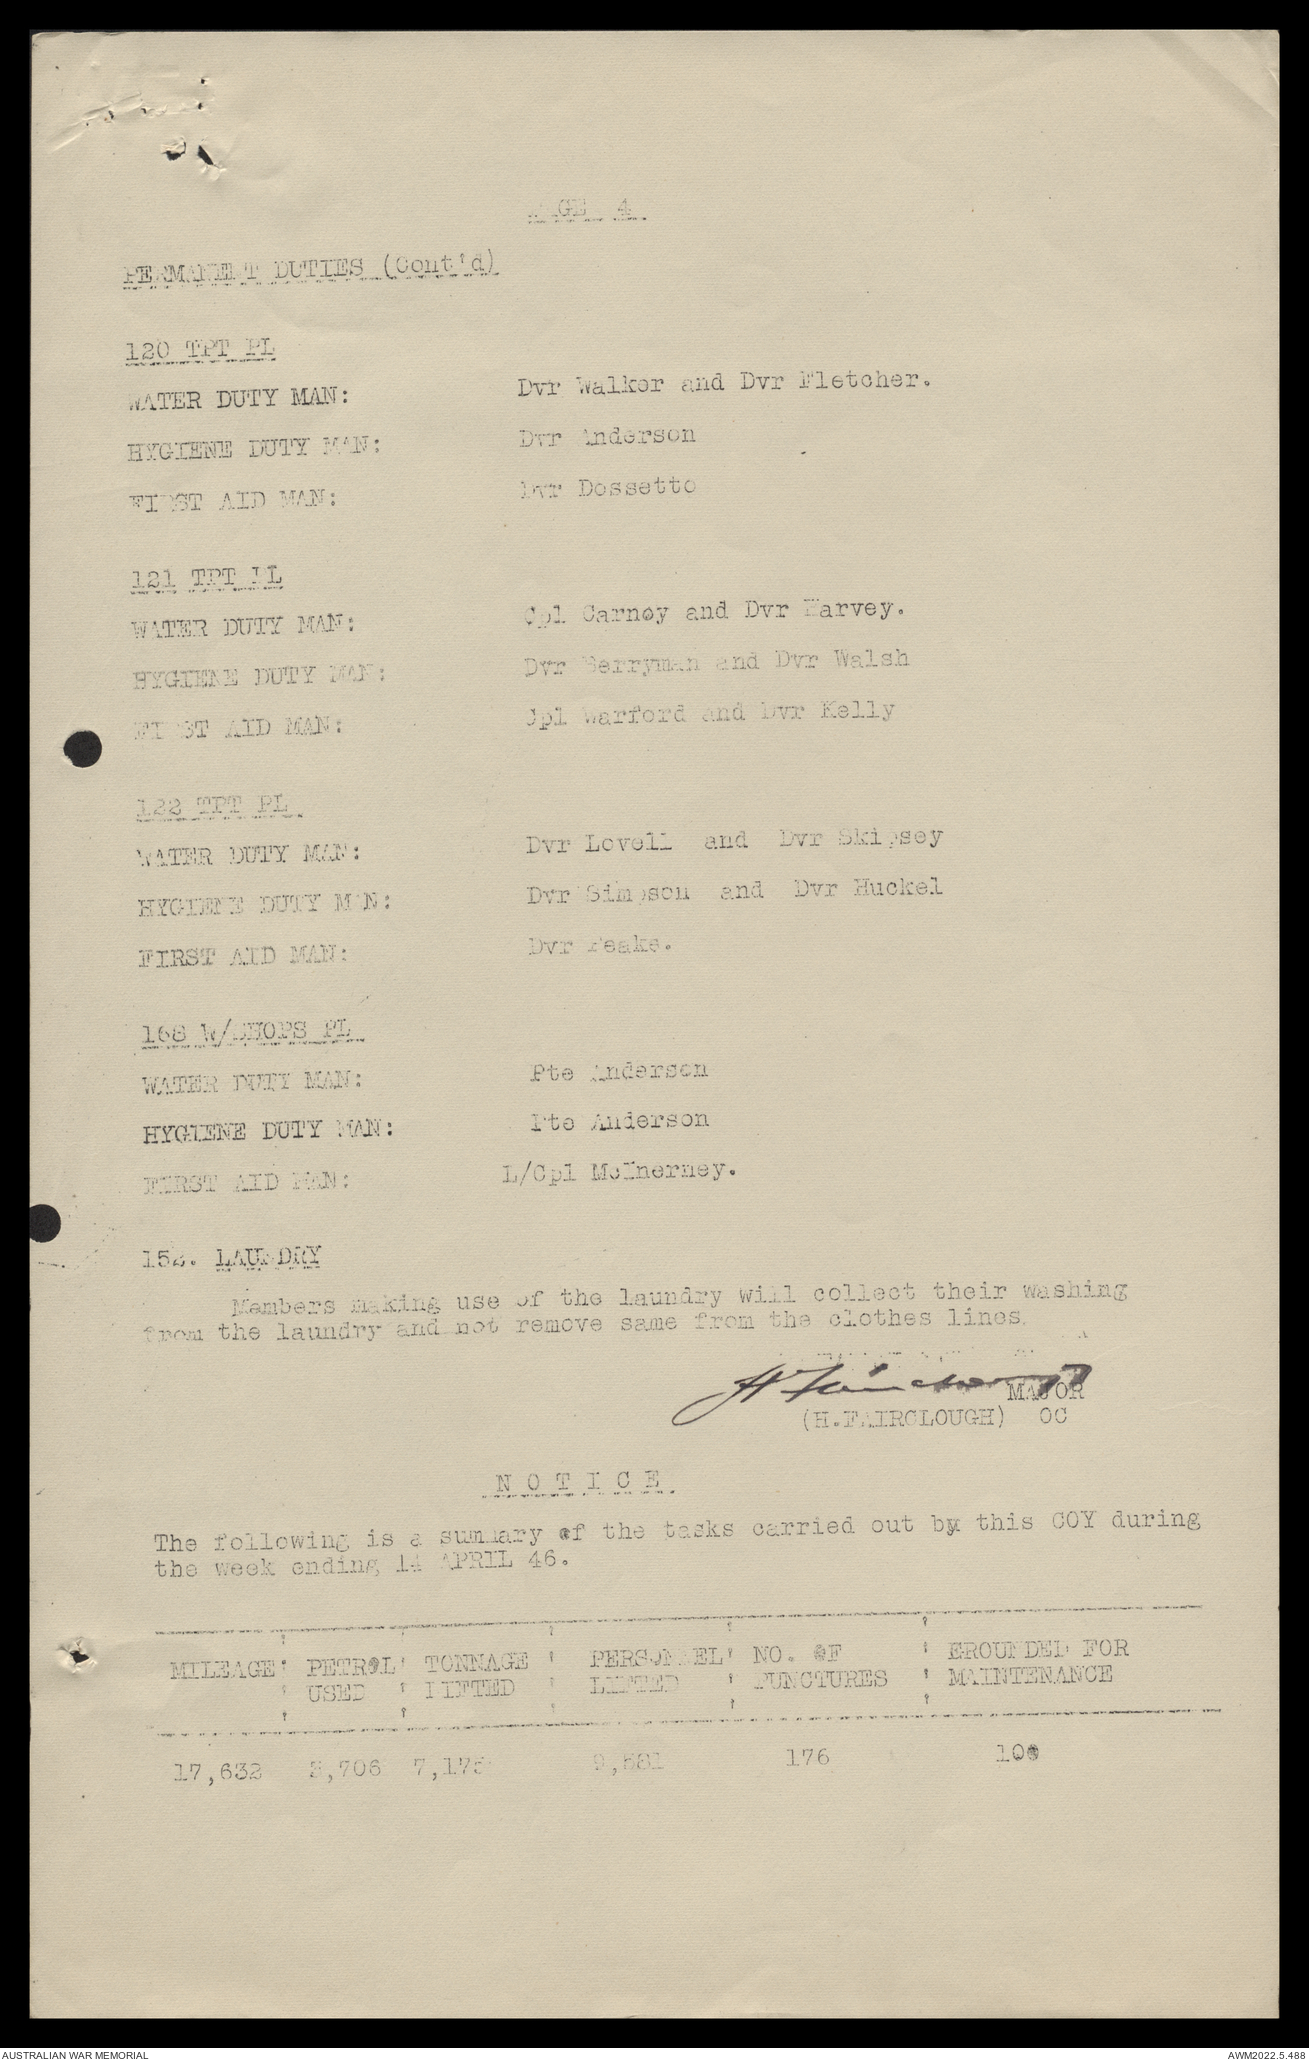 PAGE 4
PERMANENT DUTIES (Cont'd)
120 TPT PL
WATER DUTY MAN: Dvr Walker and Dvr Fletcher.
HYGIENE DUTY MAN: Dvr Anderson
FIRST AID MAN: Dvr Dossetto
121 TPT PL
WATER DUTY MAN: Cpl Carney and Dvr Harvey.
HYGIENE DUTY MAN: Dvr Berryman and Dvr Walsh
FIRST AID MAN: Cpl Warford and Dvr Kelly
122 TPT PL
WATER DUTY MAN: Dvr Lovell and Dvr Skipsey
HYGIENE DUTY MAN: Dvr Simpson and Dvr Huckel
FIRST AID MAN: Dvr Peake.
168 W/SHOPS PL
WATER DUTY MAN: Pte Anderson
HYGIENE DUTY MAN: Pte Anderson
FIRST AID MAN: L/Cpl McInerney.
152. LAUNDRY
Members making use of the laundry will collect their washing
from the laundry and not remove same from the clothes lines.
H Fairclough MAJOR
(H.FAIRCLOUGH) OC
N O T I C E
The following is a summary of the tasks carried out by this COY during
the week ending 14 APRIL 46.
MILEAGE PETROL TONNAGE PERSONNEL NO. OF GROUNDED FOR
USED LIFTED LIFTED PUNCTURES MAINTENANCE
17,632 3,706 7,175 176
AUSTRALIAN WAR MEMORIAL AWM2022.5.488